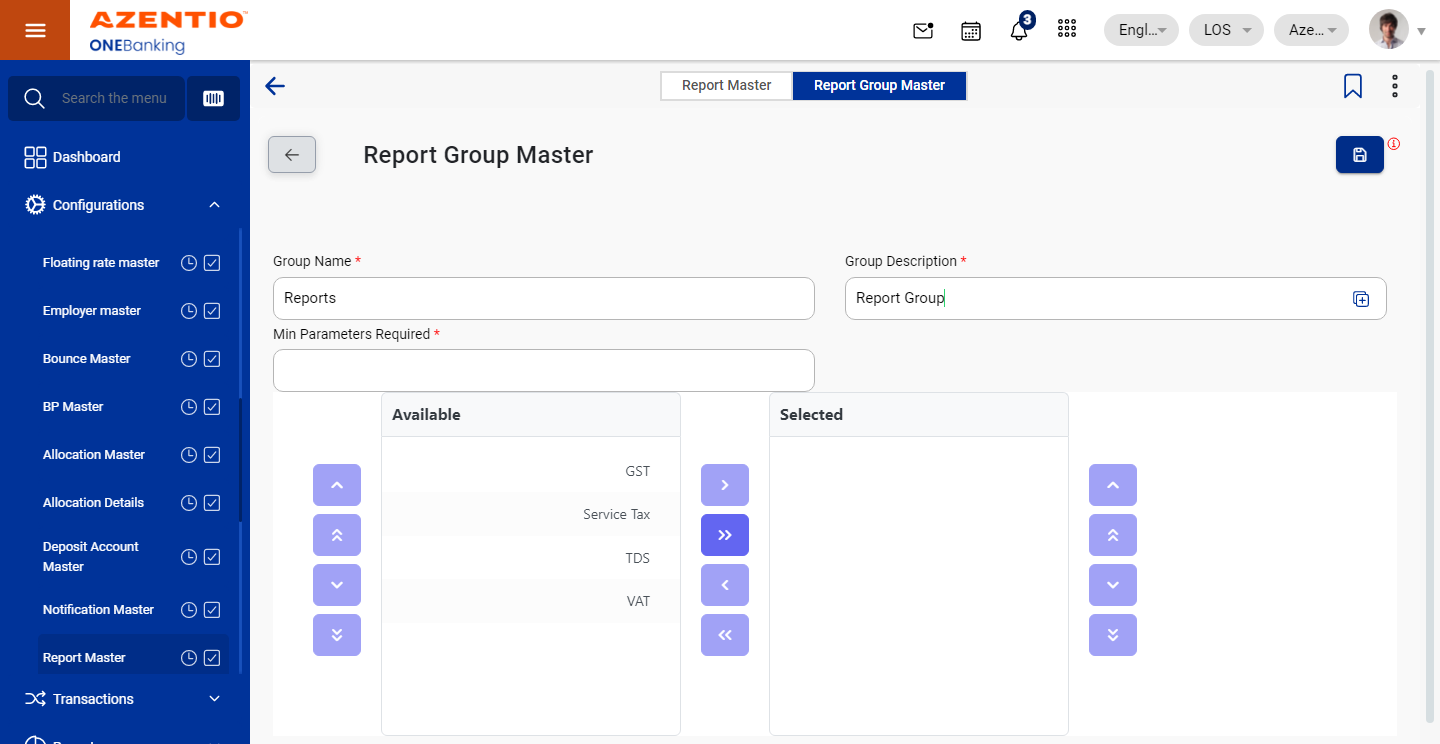 AZENTIO™
ONEBanking
3
Engl...
LOS
Aze...
Search the menu
Report Master
Report Group Master
Dashboard
Report Group Master
Configurations
Floating rate master
Group Name *
Group Description *
Reports
Report Group
Employer master
Min Parameters Required *
Bounce Master
BP Master
Available
Selected
Allocation Master
GST
Allocation Details
Service Tax
Deposit Account
Master
TDS
Notification Master
VAT
Report Master
Transactions